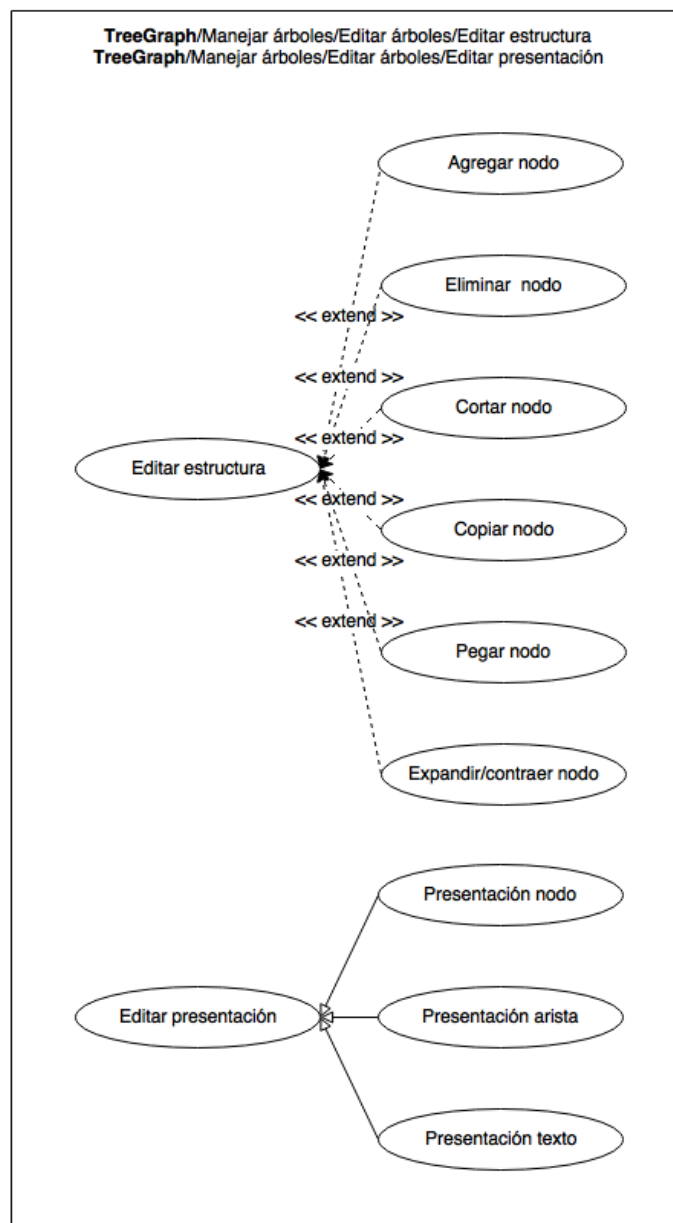 TreeGraph/Manejar árboles/Editar árboles/Editar estructura
TreeGraph/Manejar árboles/Editar árboles/Editar presentación
Agregar nodo
Eliminar  nodo
<< extend >>
<< extend >>
Cortar nodo
<< extend >>
Editar estructura
<< extend >>
Copiar nodo
<< extend >>
<< extend >>
Pegar nodo
Expandir/contraer nodo
Presentación nodo
Editar presentación
Presentación arista
Presentación texto